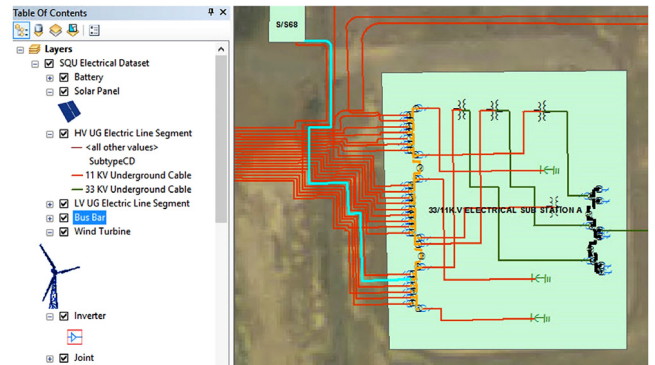 Table Of Contents
Layers
SQU Electrical Dataset
Battery
Solar Panel
HV UG Electric Line Segment
<all other values>
SubtypeCD
11 KV Underground Cable
33 KV Underground Cable
LV UG Electric Line Segment
Bus Bar
Wind Turbine
Inverter
Joint
S/S68
33/11K.V ELECTRICAL SUB STATION A